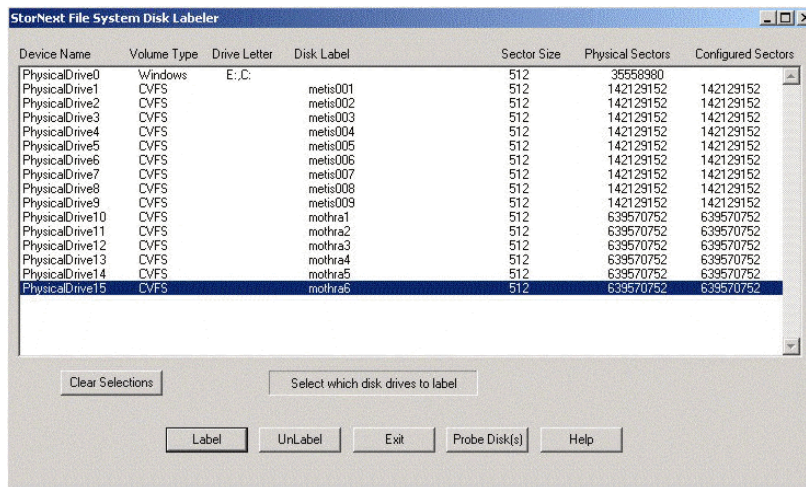 StorNext File System Disk Labeler
Device Name Volume Type Drive Letter Disk Label Sector Size Physical Sectors Configured Sectors
PhysicalDrive0 Windows E:,C: 512 35558980
PhysicalDrive1 CVFS metis001 512 142129152 142129152
PhysicalDrive2 CVFS metis002 512 142129152 142129152
PhysicalDrive3 CVFS metis003 512 142129152 142129152
PhysicalDrive4 CVFS metis004 512 142129152 142129152
PhysicalDrive5 CVFS metis005 512 142129152 142129152
PhysicalDrive6 CVFS metis006 512 142129152 142129152
PhysicalDrive7 CVFS metis007 512 142129152 142129152
PhysicalDrive8 CVFS metis008 512 142129152 142129152
PhysicalDrive9 CVFS metis009 512 142129152 142129152
PhysicalDrive10 CVFS mothra1 512 639570752 639570752
PhysicalDrive11 CVFS mothra2 512 639570752 639570752
PhysicalDrive12 CVFS mothra3 512 639570752 639570752
PhysicalDrive13 CVFS mothra4 512 639570752 639570752
PhysicalDrive14 CVFS mothra5 512 639570752 639570752
PhysicalDrive15 CVFS mothra6 512 639570752 639570752
Clear Selections Select which disk drives to label
Label UnLabel Exit Probe Disk(s) Help